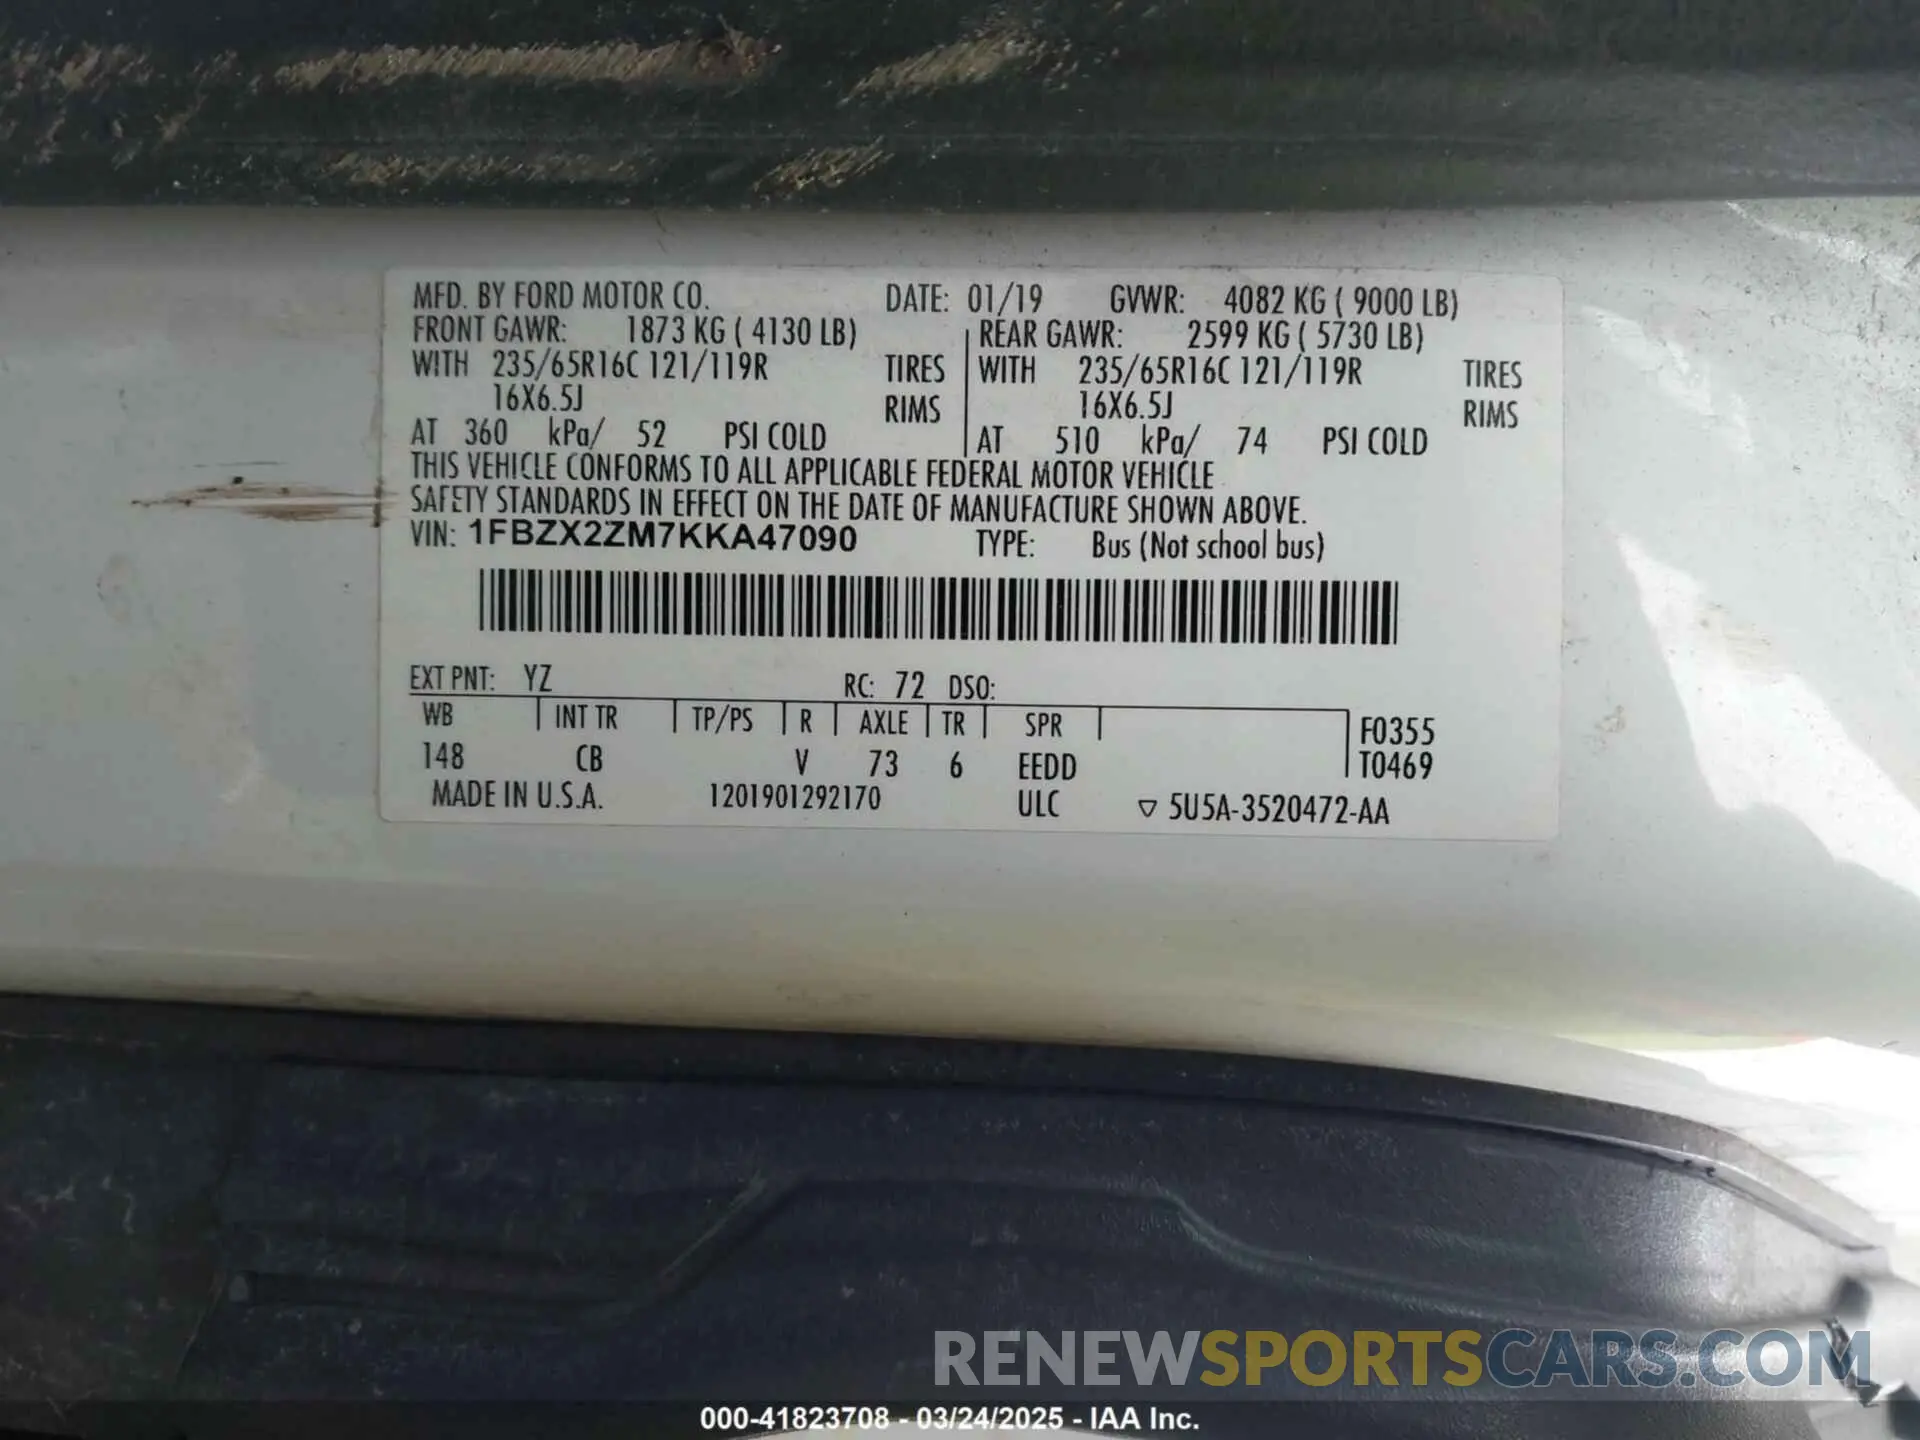 MFD. BY FORD MOTOR CO. DATE: 01/19 GVWR: 4082 KG ( 9000 LB)
FRONT GAWR: 1873 KG ( 4130 LB) REAR GAWR: 2599 KG ( 5730 LB)
WITH 235/65R16C 121/119R TIRES WITH 235/65R16C 121/119R TIRES
16X6.5J RIMS 16X6.5J RIMS
AT 360 kPa/ 52 PSI COLD AT 510 kPa/ 74 PSI COLD
THIS VEHICLE CONFORMS TO ALL APPLICABLE FEDERAL MOTOR VEHICLE
SAFETY STANDARDS IN EFFECT ON THE DATE OF MANUFACTURE SHOWN ABOVE.
VIN: 1FBZX2ZM7KKA47090 TYPE: Bus (Not school bus)
EXT PNT: YZ RC: 72 DSO:
WB INT TR TP/PS R AXLE TR SPR F0355
148 CB V 73 6 EEDD T0469
MADE IN U.S.A. 1201901292170 ULC ▽ 5U5A-3520472-AA
RENEWSPORTSCARS.COM
000-41823708 - 03/24/2025 - IAA Inc.